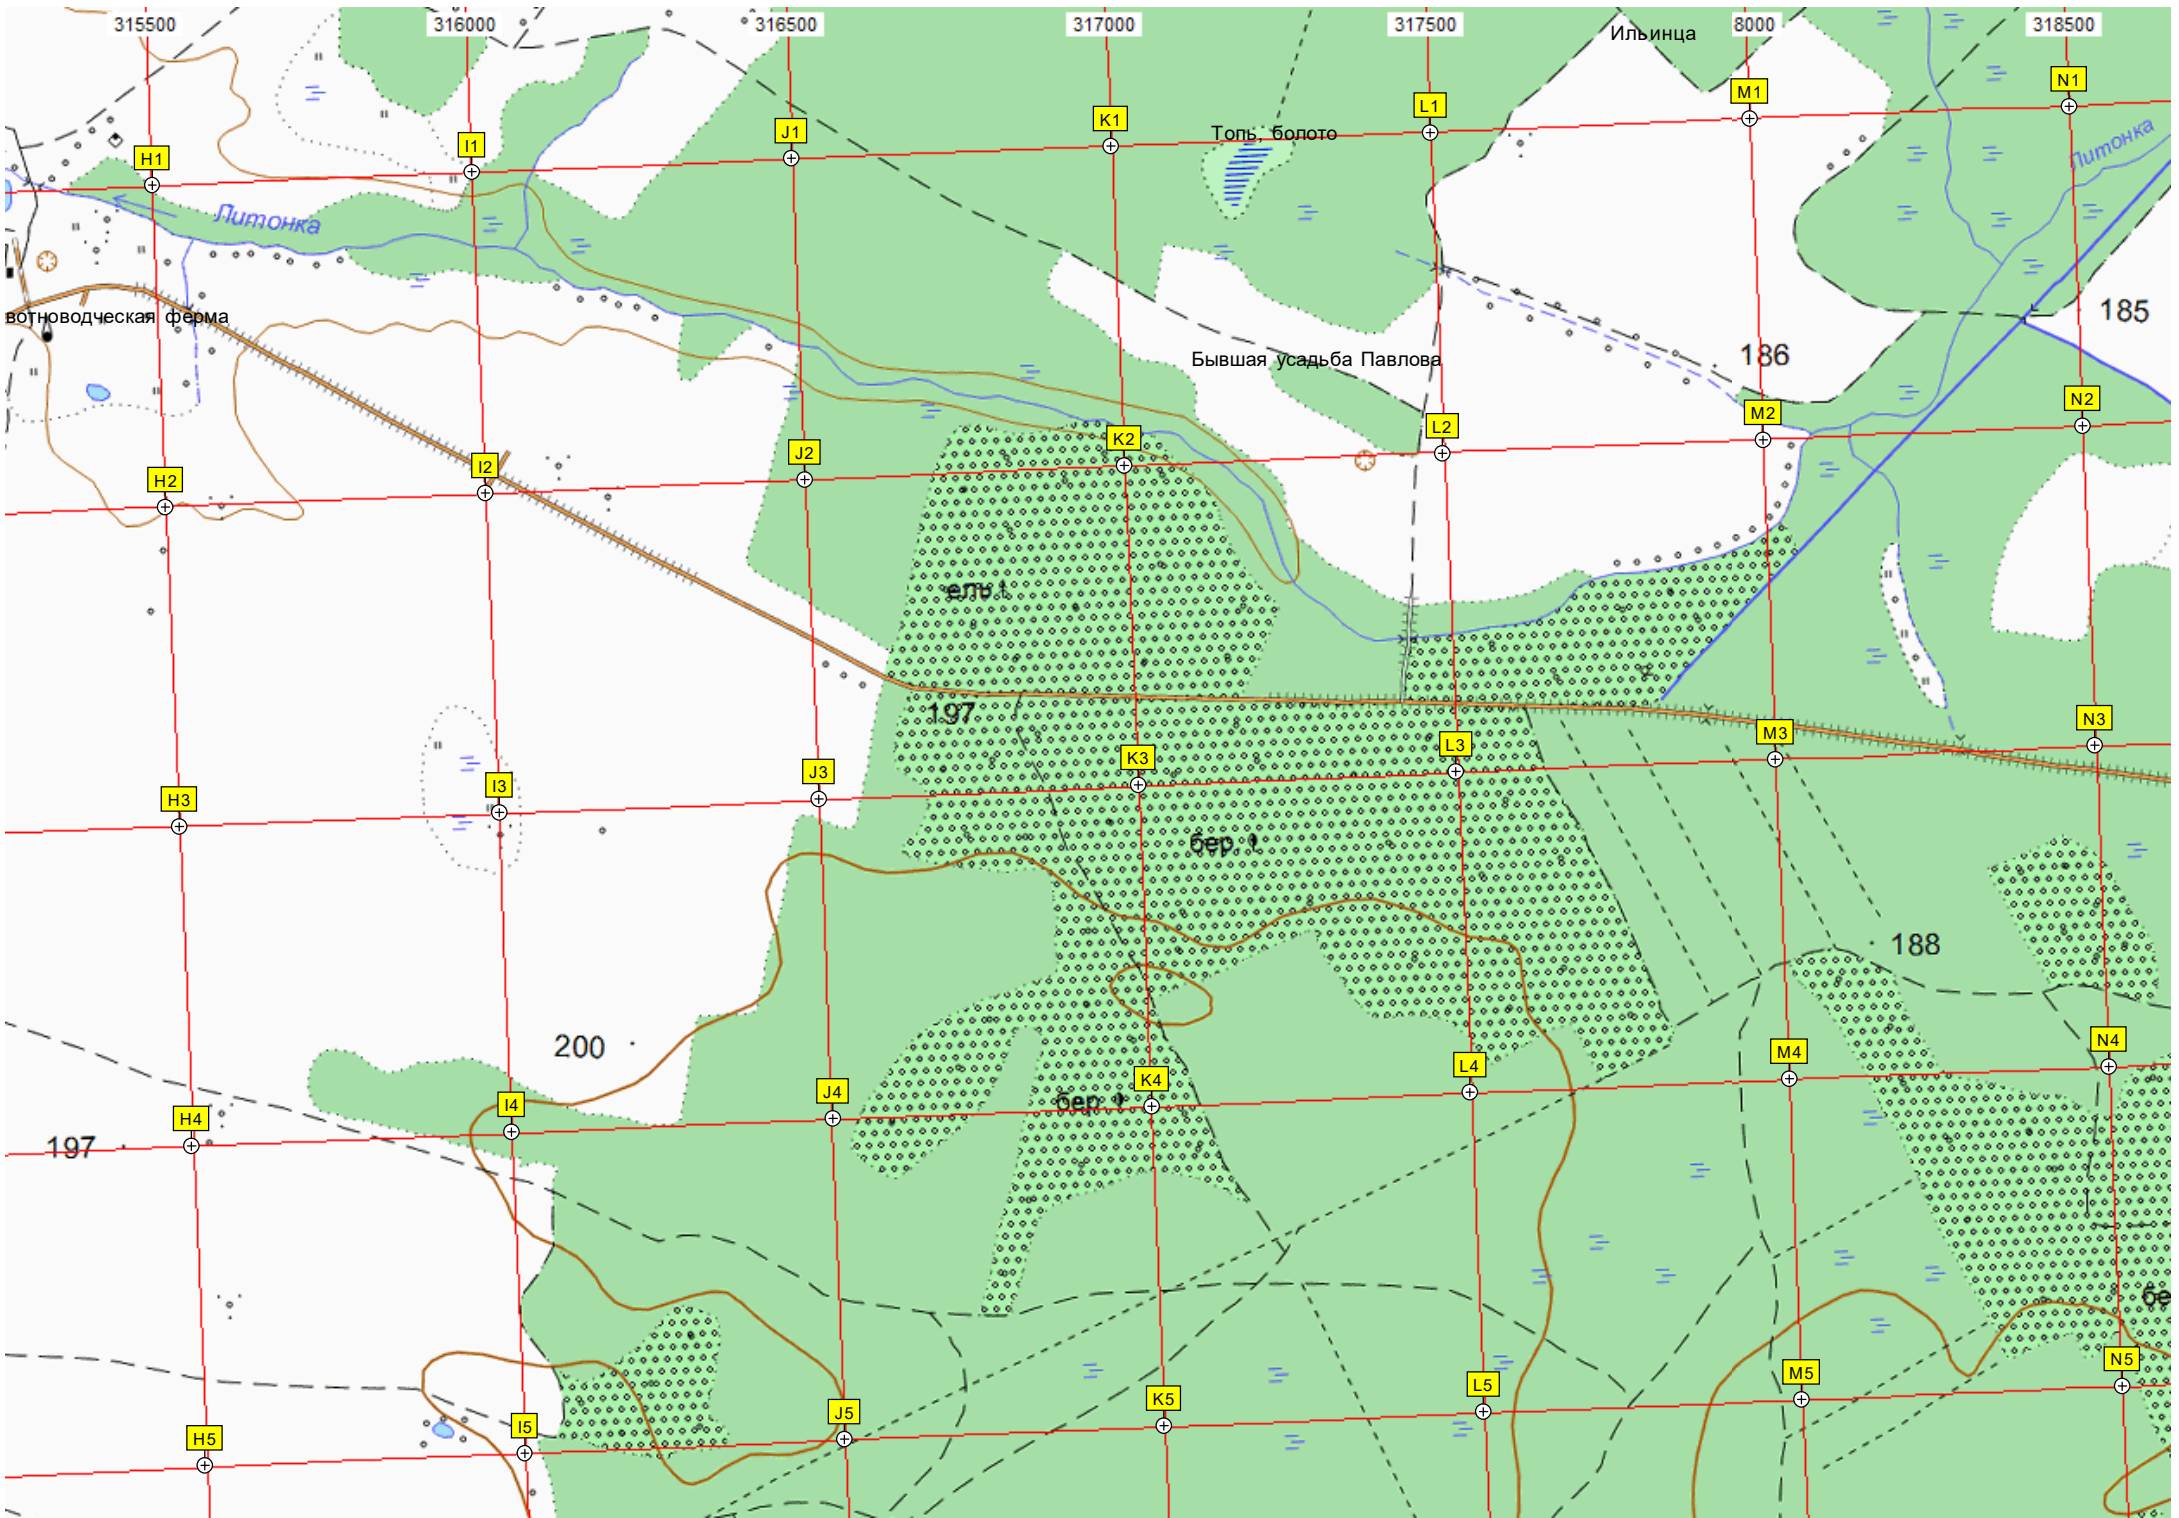 315500 316000 316500 317000 317500 8000 318500
Ильинца
N1
M1
L1
K1
J1
Топь, болото
I1
H1
Литонка
Литонка
185
вотноводческая ферма
186
Бывшая усадьба Павлова
N2
M2
L2
K2
J2
I2
H2
ель
197
N3
M3
L3
K3
J3
I3
H3
бер.
188
200
N4
M4
L4
K4
J4
I4
H4
бер.
197
бе
N5
M5
L5
K5
J5
I5
H5